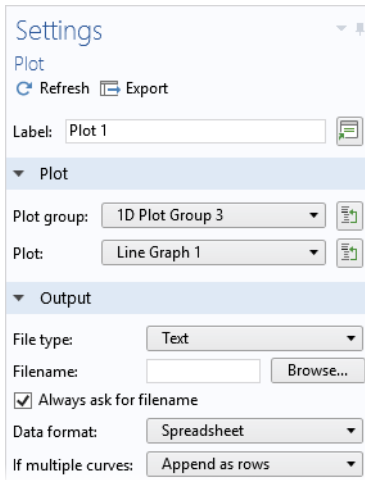 Settings
Plot
Refresh Export
Label: Plot 1
Plot
Plot group: 1D Plot Group 3
Plot: Line Graph 1
Output
File type: Text
Filename: Browse...
Always ask for filename
Data format: Spreadsheet
If multiple curves: Append as rows